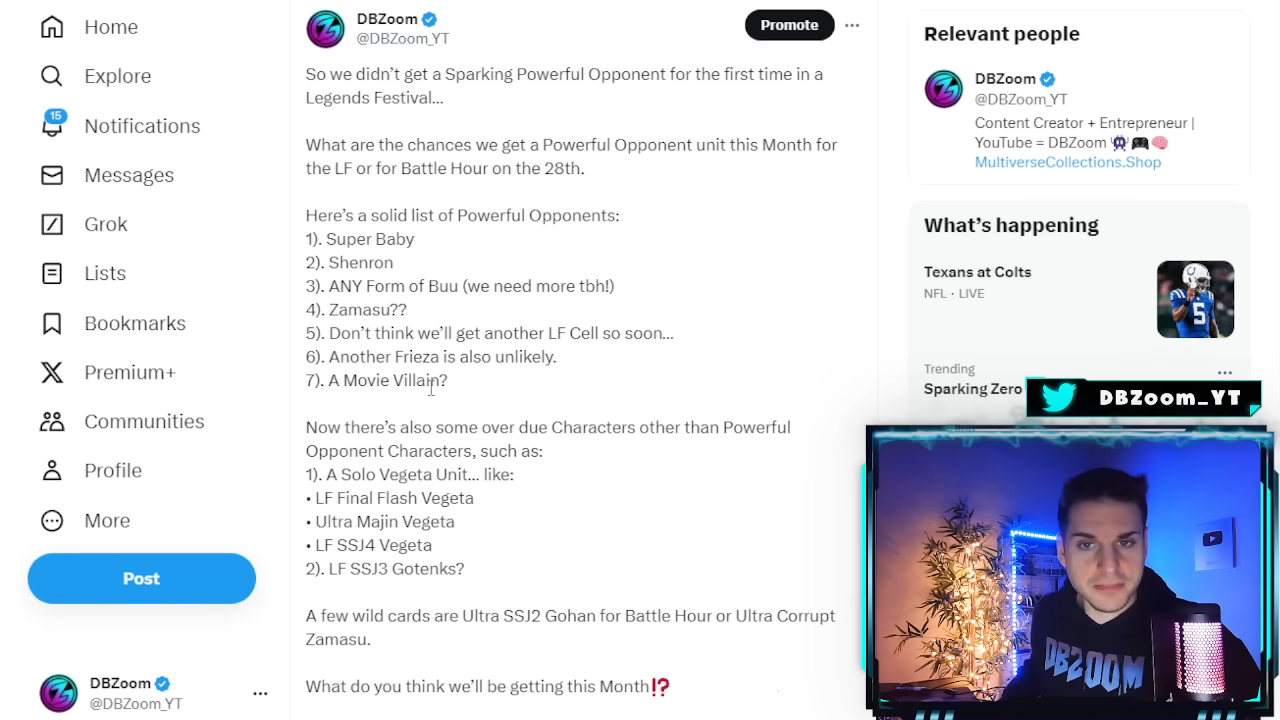 Home
Explore
15
Notifications
Messages
Grok
Lists
Bookmarks
Premium+
Communities
Profile
More
Post
DBZoom
@DBZoom_YT
DBZoom
@DBZoom_YT
Promote
So we didn’t get a Sparking Powerful Opponent for the first time in a
Legends Festival...
What are the chances we get a Powerful Opponent unit this Month for
the LF or for Battle Hour on the 28th.
Here’s a solid list of Powerful Opponents:
1). Super Baby
2). Shenron
3). ANY Form of Buu (we need more tbh!)
4). Zamasu??
5). Don’t think we’ll get another LF Cell so soon...
6). Another Frieza is also unlikely.
7). A Movie Villain?
Now there’s also some over due Characters other than Powerful
Opponent Characters, such as:
1). A Solo Vegeta Unit... like:
• LF Final Flash Vegeta
• Ultra Majin Vegeta
• LF SSJ4 Vegeta
2). LF SSJ3 Gotenks?
A few wild cards are Ultra SSJ2 Gohan for Battle Hour or Ultra Corrupt
Zamasu.
What do you think we’ll be getting this Month⁉️
Relevant people
DBZoom
@DBZoom_YT
Content Creator + Entrepreneur |
YouTube = DBZoom 👾🎮🧠
MultiverseCollections.Shop
What’s happening
Texans at Colts
NFL · LIVE
5
Trending
Sparking Zero
DBZoom_YT
DBZOOM